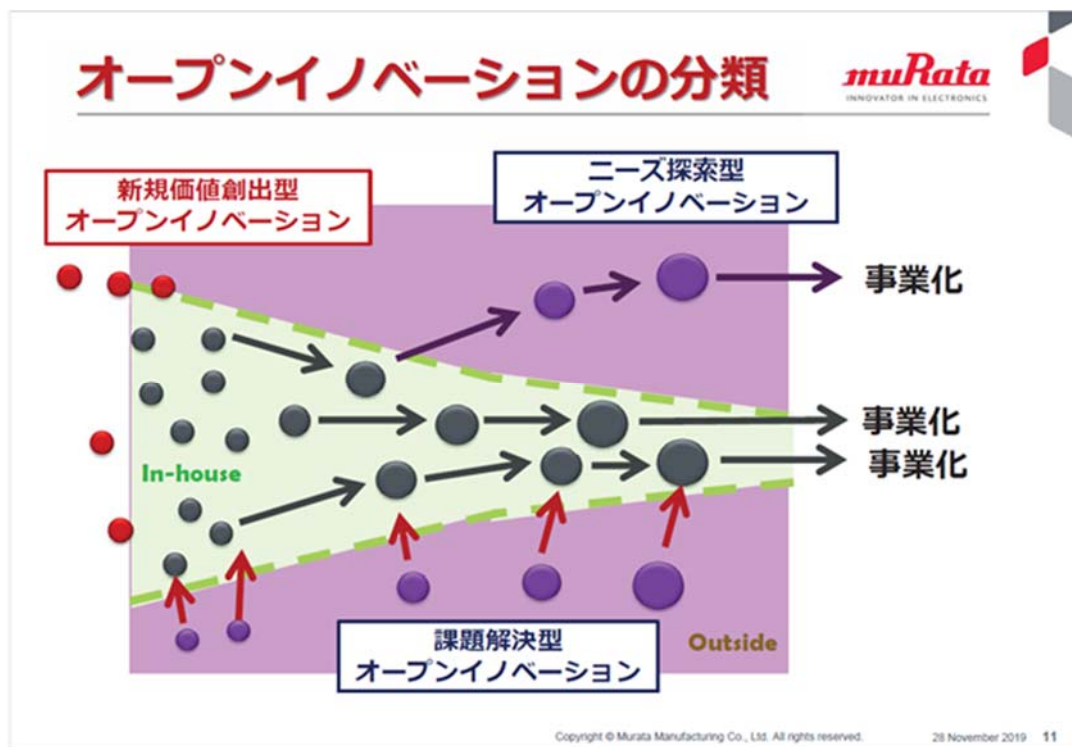 オープンイノベーションの分類
muRata
INNOVATOR IN ELECTRONICS
新規価値創出型
オープンイノベーション
ニーズ探索型
オープンイノベーション
事業化
事業化
事業化
In-house
Outside
課題解決型
オープンイノベーション
Copyright © Murata Manufacturing Co., Ltd. All rights reserved.
28 November 2019
11